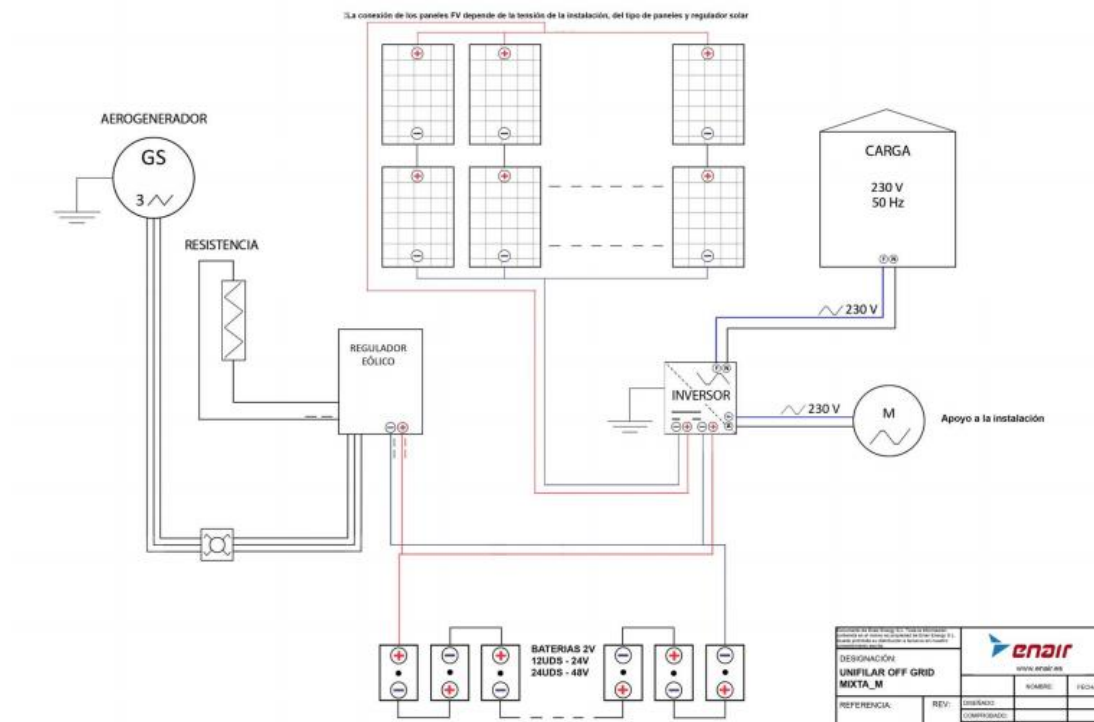 :La conexión de los paneles FV depende de la tensión de la instalación, del tipo de paneles y regulador solar
AEROGENERADOR
GS
3
RESISTENCIA
REGULADOR
EÓLICO
CARGA
230 V
50 Hz
F N
230 V
F N
INVERSOR
230 V
M
Apoyo a la instalación
BATERIAS 2V
12UDS - 24V
24UDS - 48V
DESIGNACIÓN:
UNIFILAR OFF GRID
MIXTA_M
REFERENCIA:
REV:
enair
www.enair.es
NOMBRE:
FECHA
DISEÑADO:
COMPROBADO: